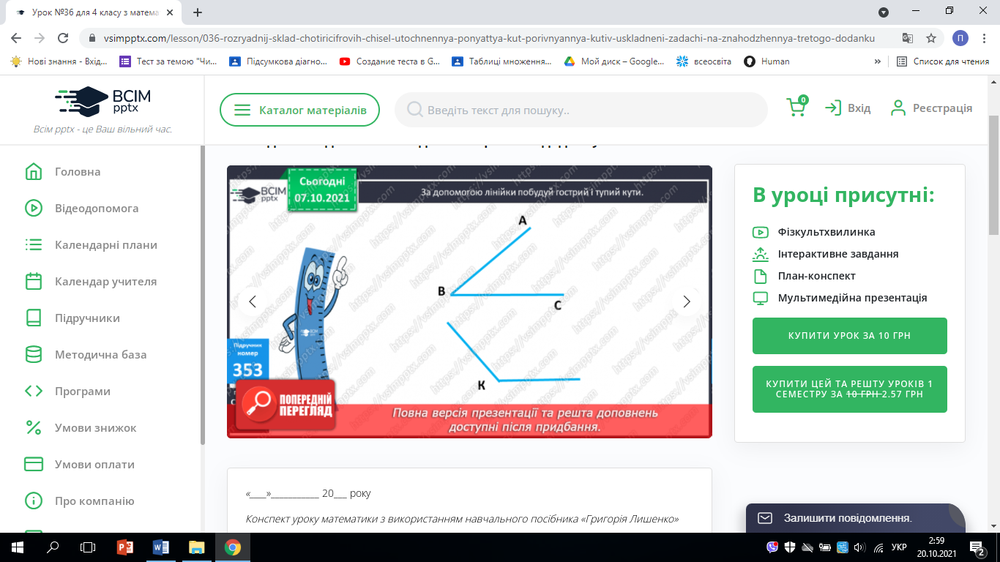 Урок №36 для 4 класу з матема
vsimpptx.com/lesson/036-rozryadnij-sklad-chotiricifrovih-chisel-utochnennya-ponyattya-kut-porivnyannya-kutiv-uskladneni-zadachi-na-znahodzhennya-tretogo-dodanku
П
Нові знання - Вхід...
Тест за темою "Чи...
Підсумкова діагно...
Создание теста в G...
Таблиці множення...
Мой диск – Google...
всеосвіта
Human
»
Список для чтения
ВСІМ
pptx
Всім pptx - це Ваш вільний час.
Каталог матеріалів
Введіть текст для пошуку..
0
Вхід
Реєстрація
Головна
Відеодопомога
Календарні плани
Календар учителя
Підручники
Методична база
Програми
Умови знижок
Умови оплати
Про компанію
ВСІМ
pptx
Сьогодні
07.10.2021
За допомогою лінійки побудуй гострий і тупий кути.
https://vsimpptx.com
A
B
C
K
Підручник
номер
353
ПОПЕРЕДНІЙ
ПЕРЕГЛЯД
Повна версія презентації та решта доповнень
доступні після придбання.
В уроці присутні:
Фізкультхвилинка
Інтерактивне завдання
План-конспект
Мультимедійна презентація
КУПИТИ УРОК ЗА 10 ГРН
КУПИТИ ЦЕЙ ТА РЕШТУ УРОКІВ 1
СЕМЕСТРУ ЗА 10 ГРН 2.57 ГРН
«___»_________ 20__ року
Конспект уроку математики з використанням навчального посібника «Григорія Лишенко»
Залишити повідомлення.
УКР
2:59
20.10.2021
2